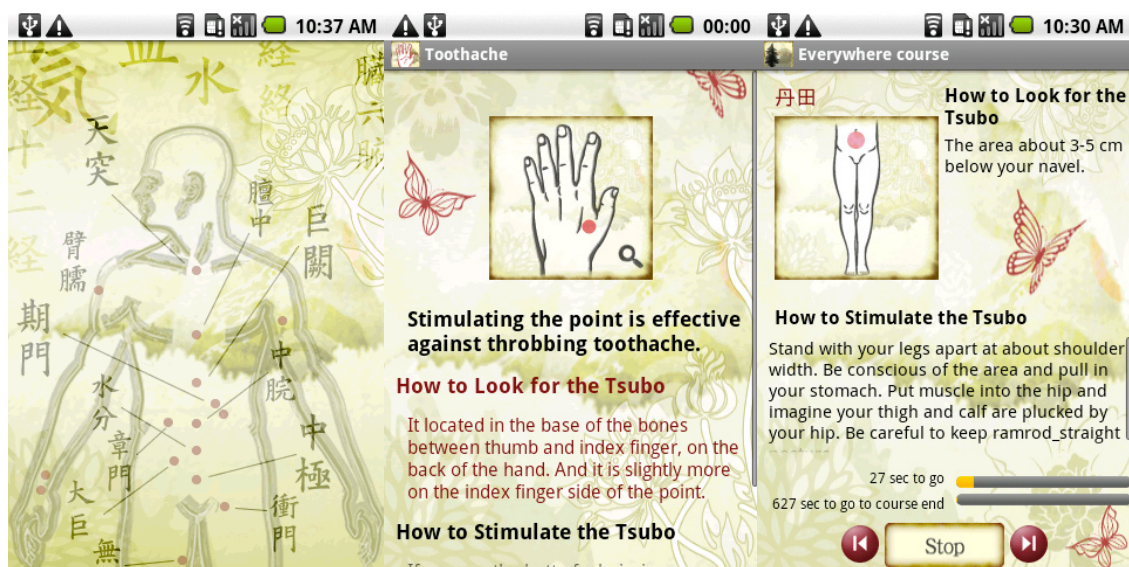 10:37 AM
気
血
水
経
絡
臓
六
腑
経
十
二
経
天
突
膻
中
巨
闕
臂
臑
期
門
中
脘
水
分
章
門
中
極
大
巨
衝
門
無
00:00
Toothache
Stimulating the point is effective
against throbbing toothache.
How to Look for the Tsubo
It located in the base of the bones
between thumb and index finger, on the
back of the hand. And it is slightly more
on the index finger side of the point.
How to Stimulate the Tsubo
10:30 AM
Everywhere course
丹田
How to Look for the
Tsubo
The area about 3-5 cm
below your navel.
How to Stimulate the Tsubo
Stand with your legs apart at about shoulder
width. Be conscious of the area and pull in
your stomach. Put muscle into the hip and
imagine your thigh and calf are plucked by
your hip. Be careful to keep ramrod_straight
27 sec to go
627 sec to go to course end
Stop